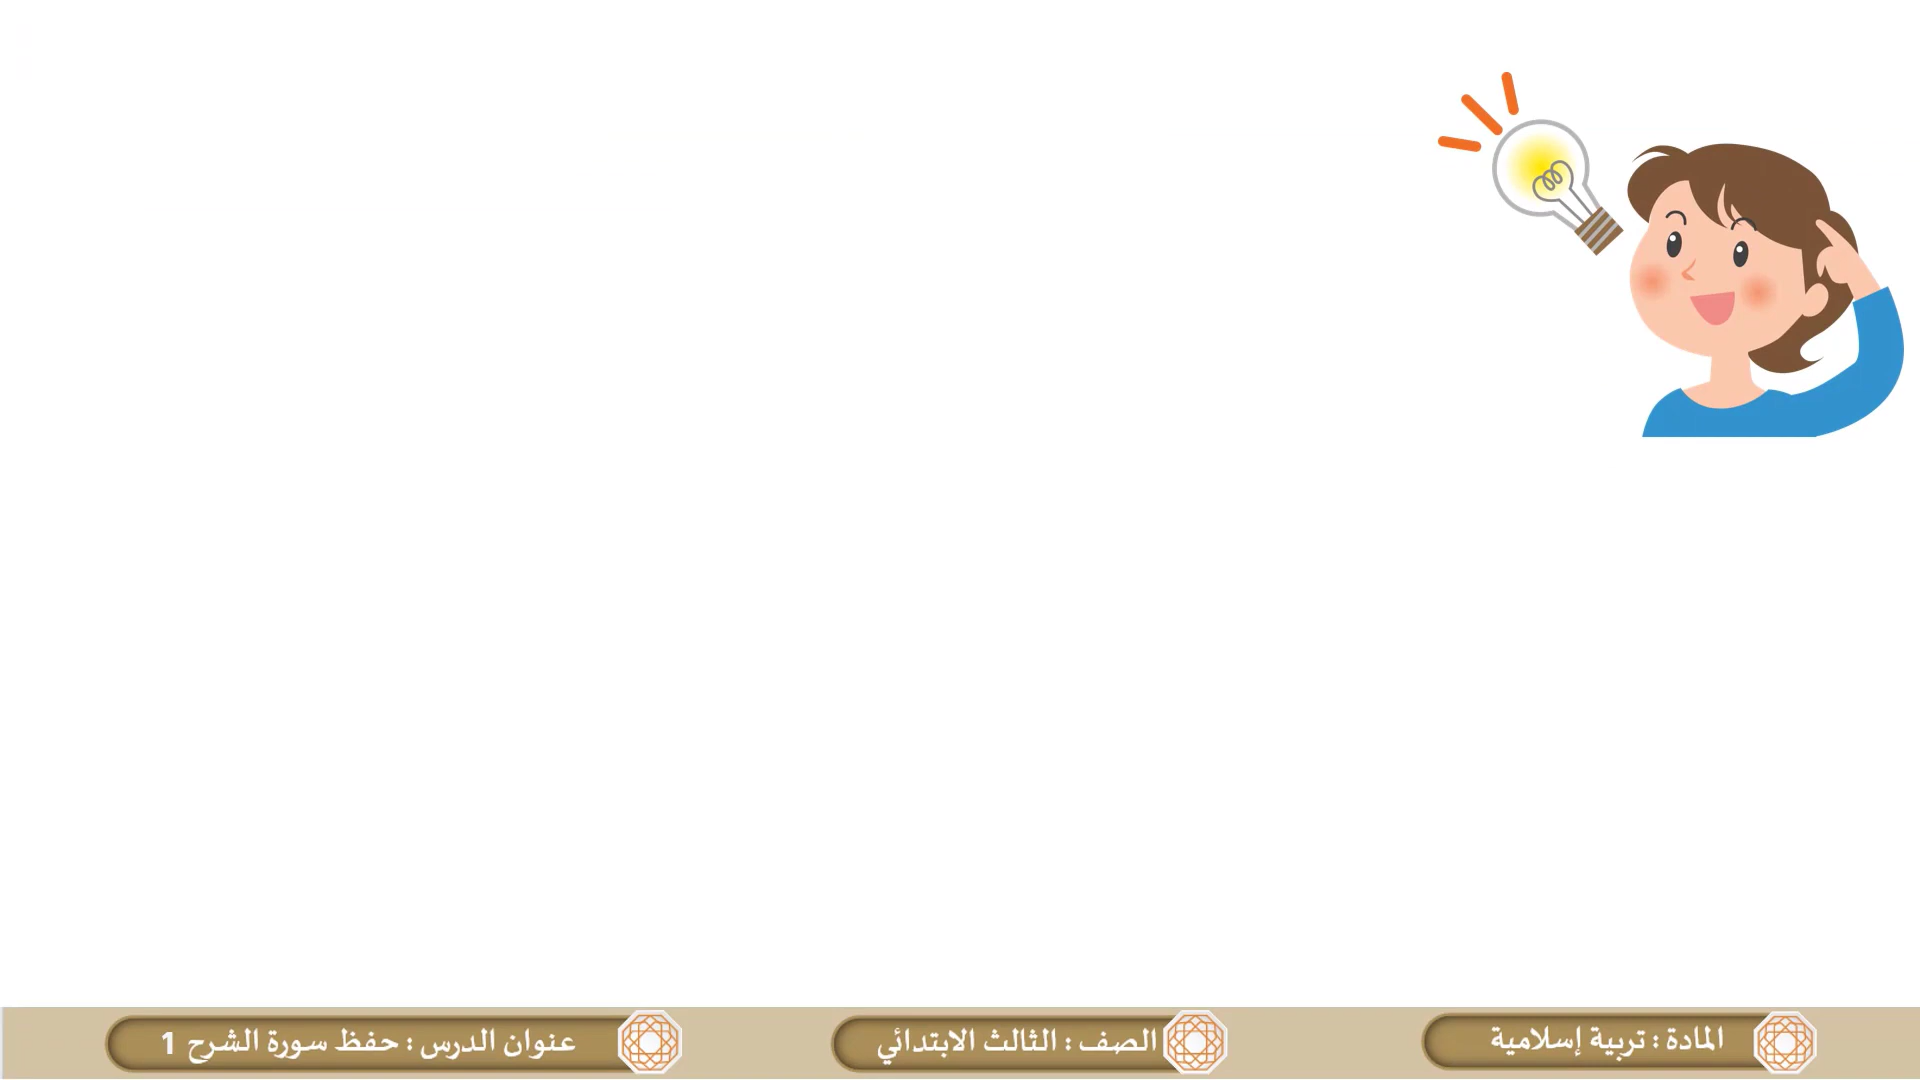 المادة : تربية إسلامية
الصف : الثالث الابتدائي
عنوان الدرس : حفظ سورة الشرح 1